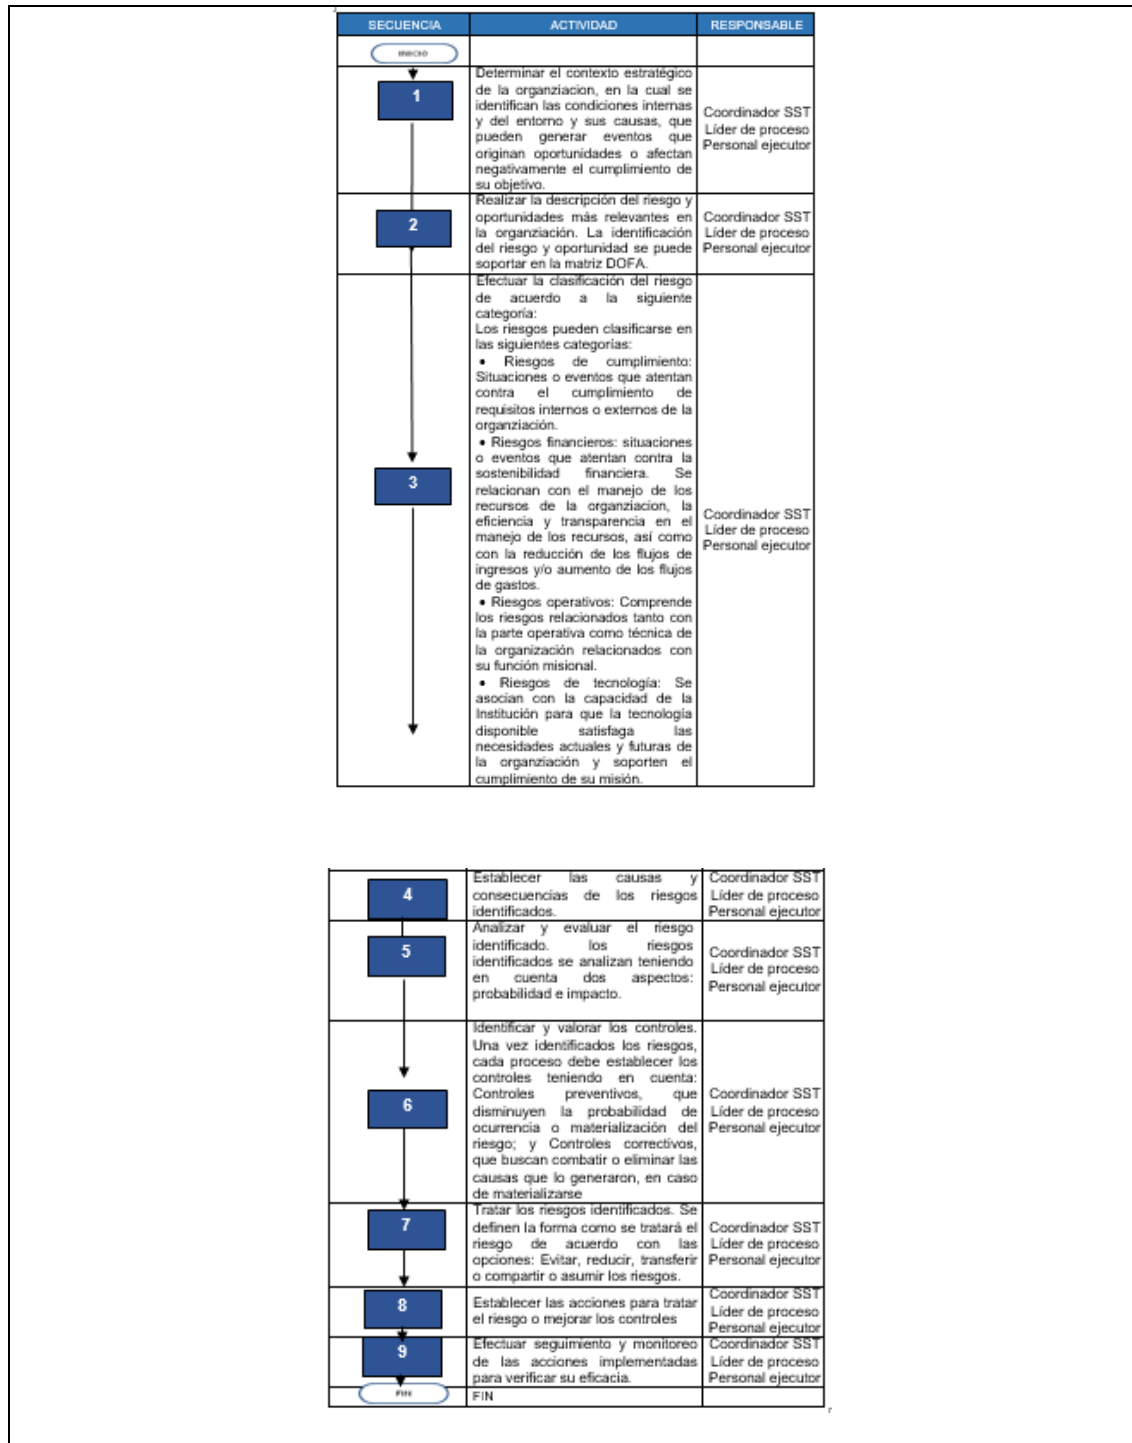 SECUENCIA ACTIVIDAD RESPONSABLE
INICIO
1
Determinar el contexto estratégico
de la organziacion, en la cual se
identifican las condiciones internas
y del entorno y sus causas, que
pueden generar eventos que
originan oportunidades o afectan
negativamente el cumplimiento de
su objetivo.
Coordinador SST
Líder de proceso
Personal ejecutor
2
Realizar la descripción del riesgo y
oportunidades más relevantes en
la organziación. La identificación
del riesgo y oportunidad se puede
soportar en la matriz DOFA.
Coordinador SST
Líder de proceso
Personal ejecutor
3
Efectuar la clasificación del riesgo
de acuerdo a la siguiente
categoría:
Los riesgos pueden clasificarse en
las siguientes categorías:
• Riesgos de cumplimiento:
Situaciones o eventos que atentan
contra el cumplimiento de
requisitos internos o externos de la
organziación.
• Riesgos financieros: situaciones
o eventos que atentan contra la
sostenibilidad financiera. Se
relacionan con el manejo de los
recursos de la organziacion, la
eficiencia y transparencia en el
manejo de los recursos, así como
con la reducción de los flujos de
ingresos y/o aumento de los flujos
de gastos.
• Riesgos operativos: Comprende
los riesgos relacionados tanto con
la parte operativa como técnica de
la organización relacionados con
su función misional.
• Riesgos de tecnología: Se
asocian con la capacidad de la
Institución para que la tecnología
disponible satisfaga las
necesidades actuales y futuras de
la organziación y soporten el
cumplimiento de su misión.
Coordinador SST
Líder de proceso
Personal ejecutor
4
Establecer las causas y
consecuencias de los riesgos
identificados.
Coordinador SST
Líder de proceso
Personal ejecutor
5
Analizar y evaluar el riesgo
identificado. los riesgos
identificados se analizan teniendo
en cuenta dos aspectos:
probabilidad e impacto.
Coordinador SST
Líder de proceso
Personal ejecutor
6
Identificar y valorar los controles.
Una vez identificados los riesgos,
cada proceso debe establecer los
controles teniendo en cuenta:
Controles preventivos, que
disminuyen la probabilidad de
ocurrencia o materialización del
riesgo; y Controles correctivos,
que buscan combatir o eliminar las
causas que lo generaron, en caso
de materializarse
Coordinador SST
Líder de proceso
Personal ejecutor
7
Tratar los riesgos identificados. Se
definen la forma como se tratará el
riesgo de acuerdo con las
opciones: Evitar, reducir, transferir
o compartir o asumir los riesgos.
Coordinador SST
Líder de proceso
Personal ejecutor
8
Establecer las acciones para tratar
el riesgo o mejorar los controles
Coordinador SST
Líder de proceso
Personal ejecutor
9
Efectuar seguimiento y monitoreo
de las acciones implementadas
para verificar su eficacia.
Coordinador SST
Líder de proceso
Personal ejecutor
FIN
FIN